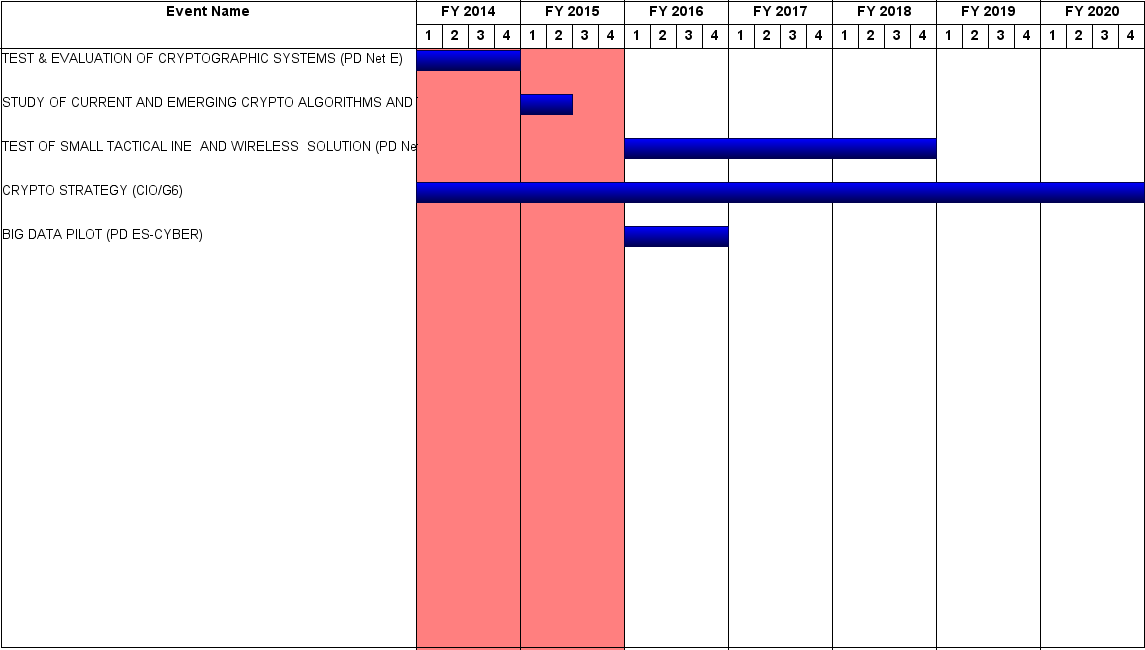 Event Name FY 2014 FY 2015 FY 2016 FY 2017 FY 2018 FY 2019 FY 2020
1 2 3 4 1 2 3 4 1 2 3 4 1 2 3 4 1 2 3 4 1 2 3 4 1 2 3 4
TEST & EVALUATION OF CRYPTOGRAPHIC SYSTEMS (PD Net E)
STUDY OF CURRENT AND EMERGING CRYPTO ALGORITHMS AND
TEST OF SMALL TACTICAL INE AND WIRELESS SOLUTION (PD Ne
CRYPTO STRATEGY (CIO/G6)
BIG DATA PILOT (PD ES-CYBER)